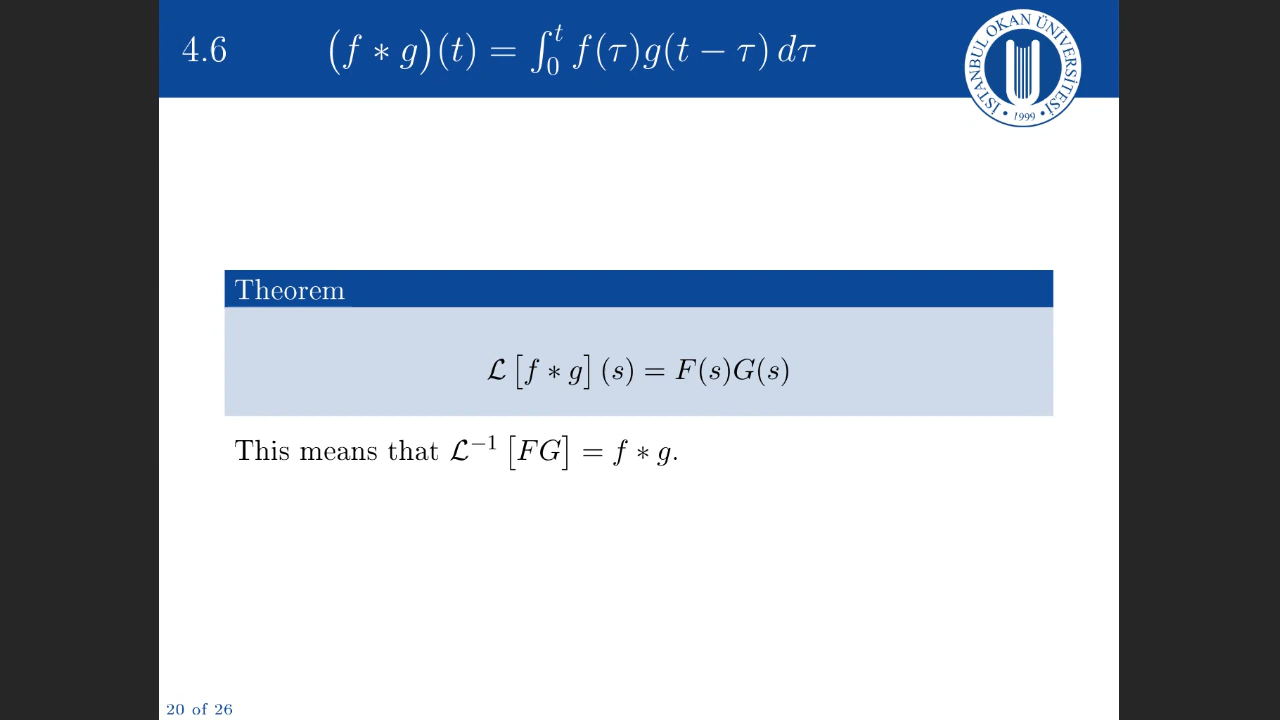 4.6 (f ∗ g)(t) = ∫₀ᵗ f(τ)g(t − τ) dτ
İSTANBUL OKAN ÜNİVERSİTESİ
• 1999 •
Theorem
ℒ [f ∗ g] (s) = F(s)G(s)
This means that ℒ⁻¹ [FG] = f ∗ g.
20 of 26